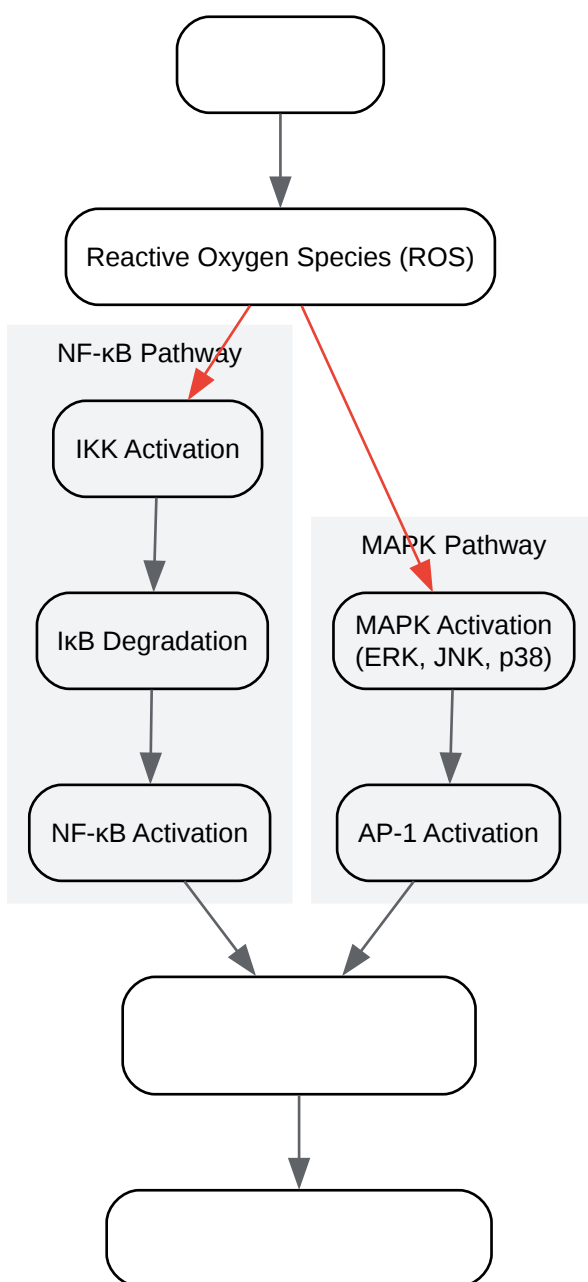 Reactive Oxygen Species (ROS)
NF-κB Pathway
IKK Activation
IκB Degradation
NF-κB Activation
MAPK Pathway
MAPK Activation
(ERK, JNK, p38)
AP-1 Activation